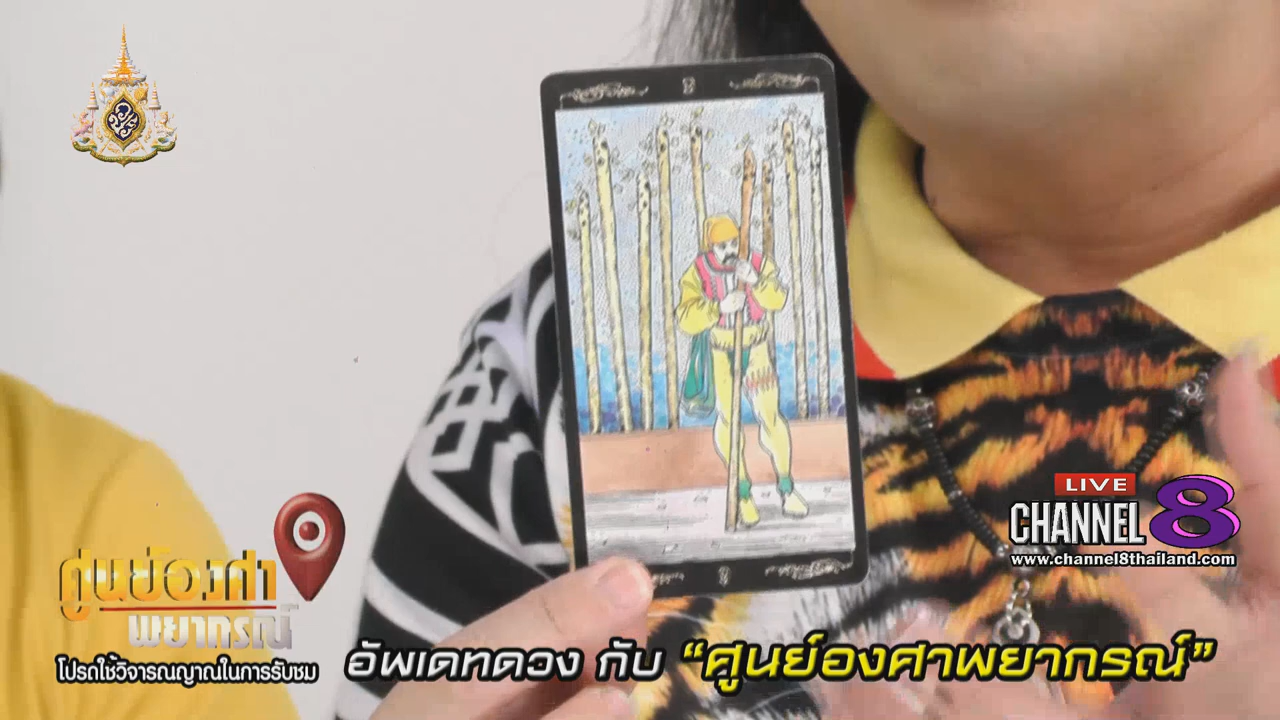 LIVE
CHANNEL 8
www.channel8thailand.com
ศูนย์องศา
พยากรณ์
โปรดใช้วิจารณญาณในการรับชม
อัพเดทดวง กับ “ศูนย์องศาพยากรณ์”